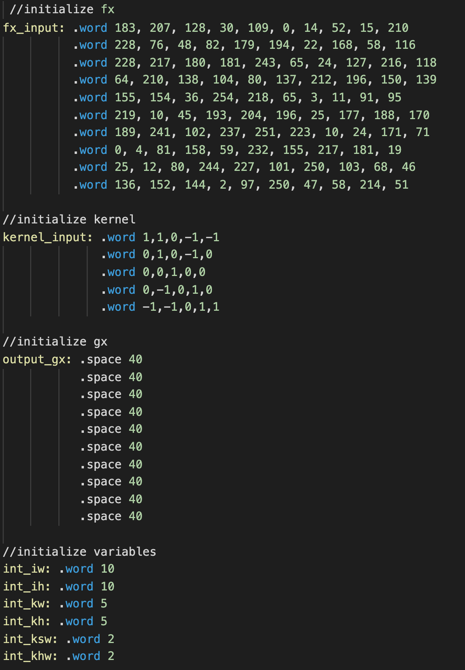 //initialize fx
fx_input: .word 183, 207, 128, 30, 109, 0, 14, 52, 15, 210
.word 228, 76, 48, 82, 179, 194, 22, 168, 58, 116
.word 228, 217, 180, 181, 243, 65, 24, 127, 216, 118
.word 64, 210, 138, 104, 80, 137, 212, 196, 150, 139
.word 155, 154, 36, 254, 218, 65, 3, 11, 91, 95
.word 219, 10, 45, 193, 204, 196, 25, 177, 188, 170
.word 189, 241, 102, 237, 251, 223, 10, 24, 171, 71
.word 0, 4, 81, 158, 59, 232, 155, 217, 181, 19
.word 25, 12, 80, 244, 227, 101, 250, 103, 68, 46
.word 136, 152, 144, 2, 97, 250, 47, 58, 214, 51
//initialize kernel
kernel_input: .word 1,1,0,-1,-1
.word 0,1,0,-1,0
.word 0,0,1,0,0
.word 0,-1,0,1,0
.word -1,-1,0,1,1
//initialize gx
output_gx: .space 40
.space 40
.space 40
.space 40
.space 40
.space 40
.space 40
.space 40
.space 40
.space 40
//initialize variables
int_iw: .word 10
int_ih: .word 10
int_kw: .word 5
int_kh: .word 5
int_ksw: .word 2
int_khw: .word 2